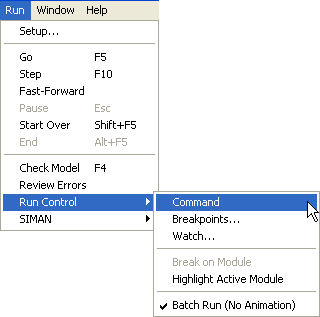 Run Window Help
Setup...
Go F5
Step F10
Fast-Forward
Pause Esc
Start Over Shift+F5
End Alt+F5
Check Model F4
Review Errors
Run Control
SIMAN
Command
Breakpoints...
Watch...
Break on Module
Highlight Active Module
Batch Run (No Animation)